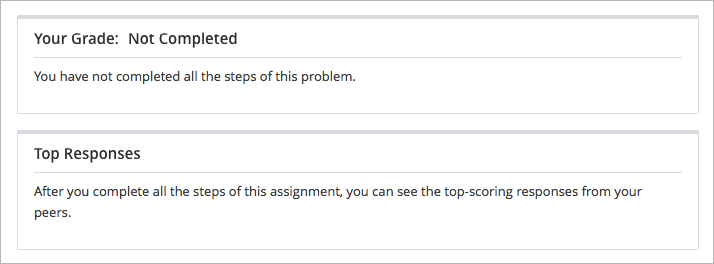 Your Grade: Not Completed
You have not completed all the steps of this problem.
Top Responses
After you complete all the steps of this assignment, you can see the top-scoring responses from your
peers.